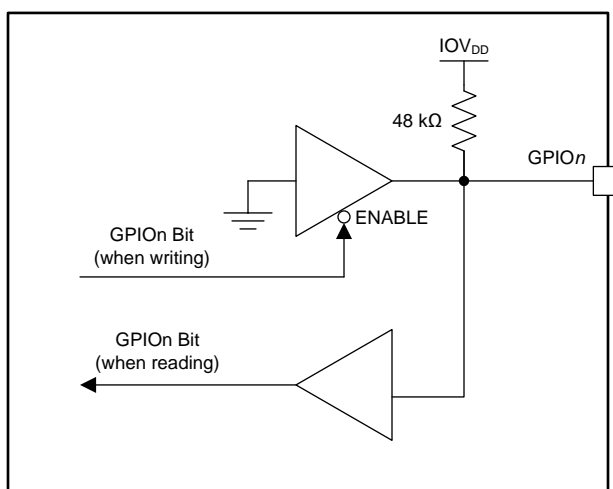 IOVDD
48 kΩ
GPIOn
ENABLE
GPIOn Bit
(when writing)
GPIOn Bit
(when reading)